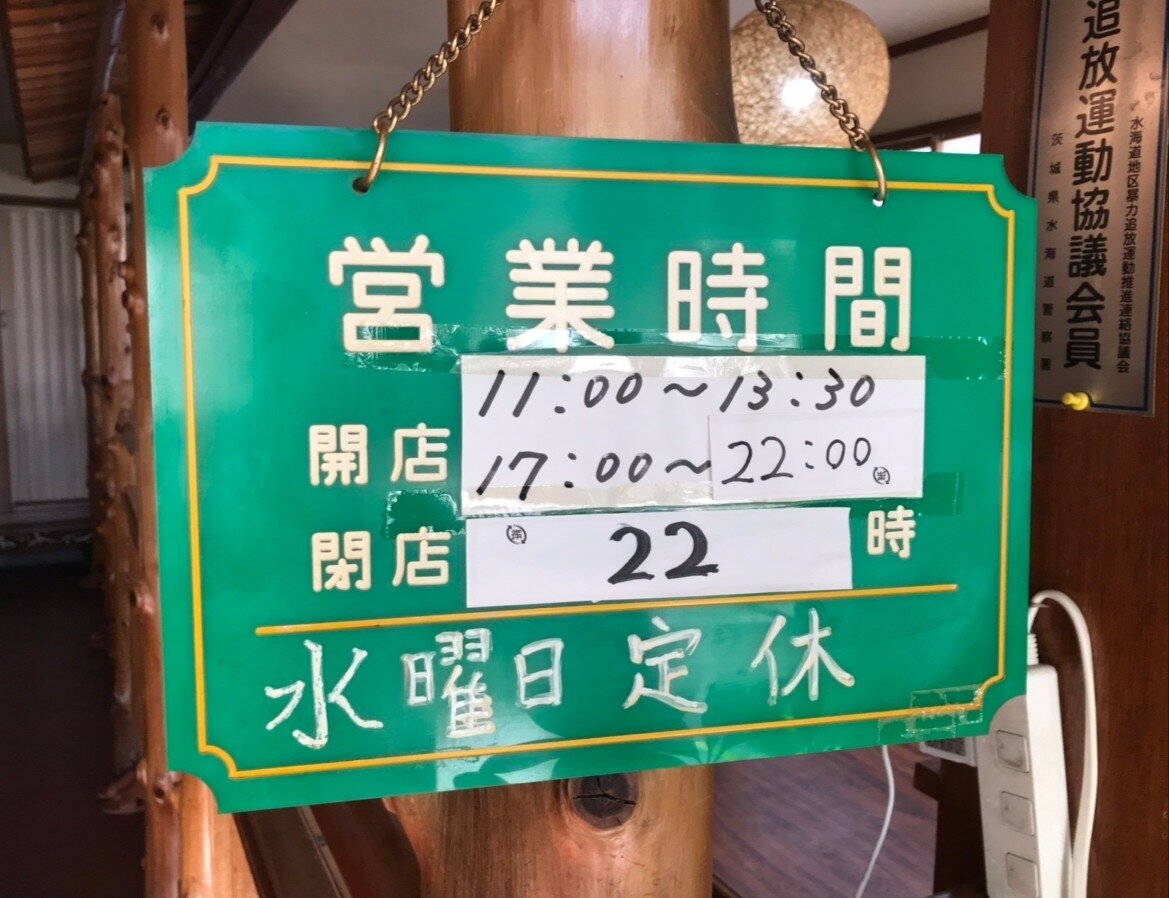 営業時間
11:00～13:30
開店 17:00～22:00
閉店 22 時
水曜日定休
追放運動協議会員
水海道地区暴力追放運動推進連絡協議会
茨城県水海道警察署